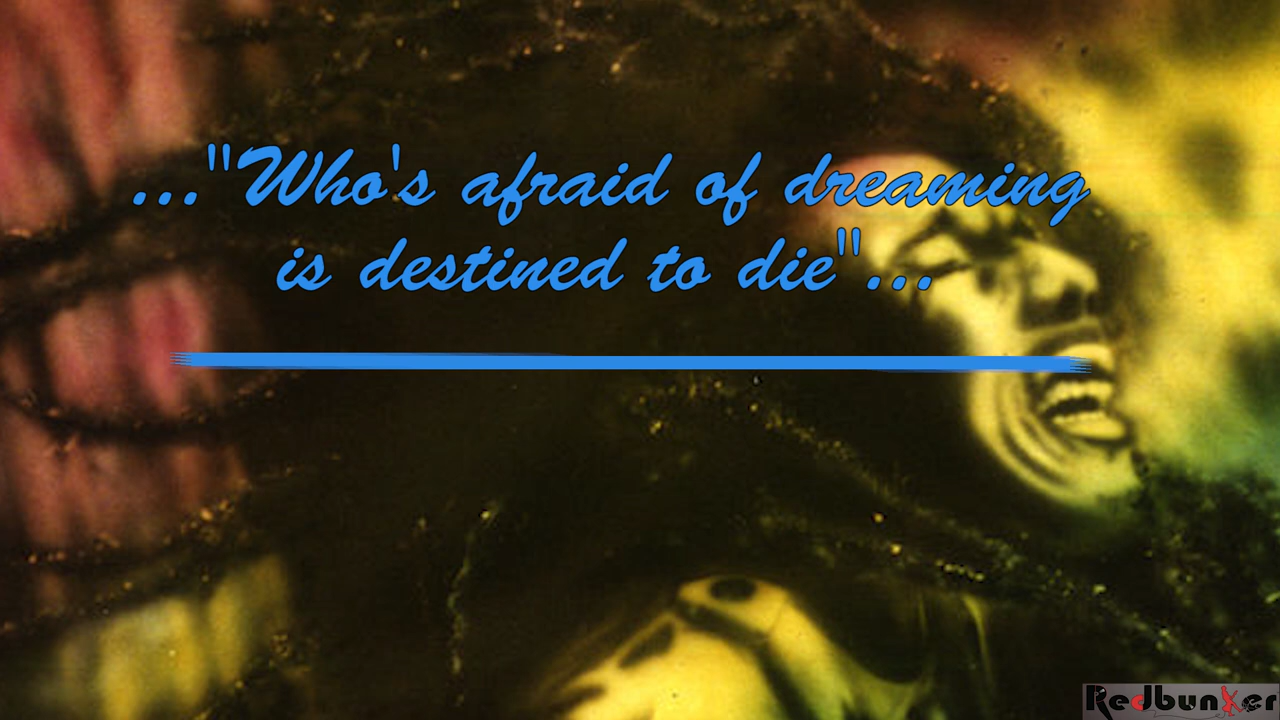 ..."Who's afraid of dreaming
is destined to die"...
Redbunker